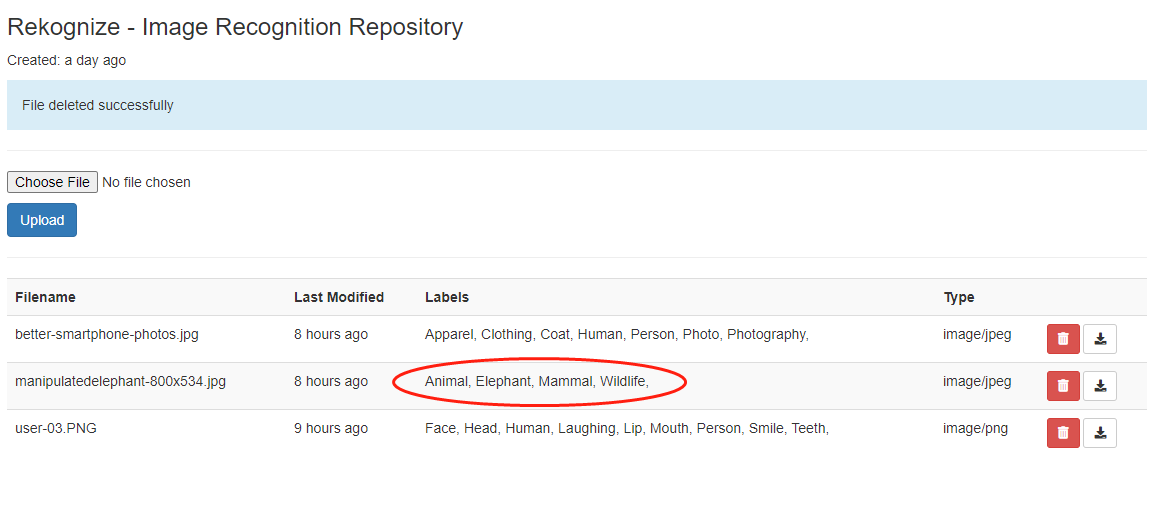 Rekognize - Image Recognition Repository
Created: a day ago
File deleted successfully
Choose File No file chosen
Upload
Filename Last Modified Labels Type
better-smartphone-photos.jpg 8 hours ago Apparel, Clothing, Coat, Human, Person, Photo, Photography, image/jpeg
manipulatedelephant-800x534.jpg 8 hours ago Animal, Elephant, Mammal, Wildlife, image/jpeg
user-03.PNG 9 hours ago Face, Head, Human, Laughing, Lip, Mouth, Person, Smile, Teeth, image/png